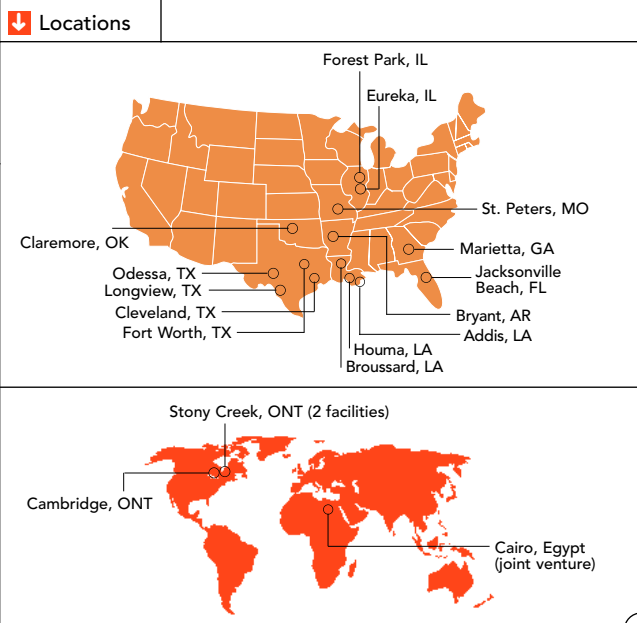 Locations
Forest Park, IL
Eureka, IL
St. Peters, MO
Claremore, OK
Marietta, GA
Odessa, TX
Jacksonville
Beach, FL
Longview, TX
Cleveland, TX
Bryant, AR
Fort Worth, TX
Addis, LA
Houma, LA
Broussard, LA
Stony Creek, ONT (2 facilities)
Cambridge, ONT
Cairo, Egypt
(joint venture)